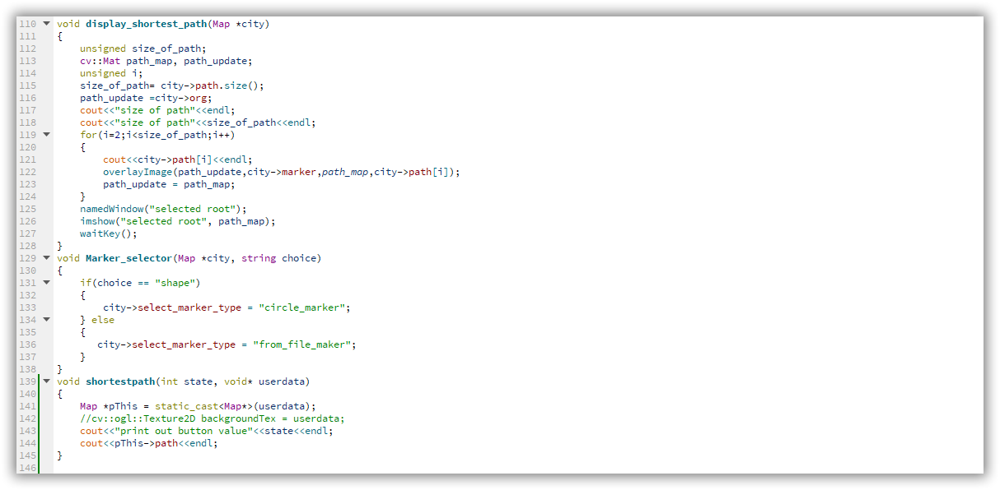 110 void display_shortest_path(Map *city)
111 {
112     unsigned size_of_path;
113     cv::Mat path_map, path_update;
114     unsigned i;
115     size_of_path= city->path.size();
116     path_update =city->org;
117     cout<<"size of path"<<endl;
118     cout<<"size of path"<<size_of_path<<endl;
119     for(i=2;i<size_of_path;i++)
120     {
121         cout<<city->path[i]<<endl;
122         overlayImage(path_update,city->marker,path_map,city->path[i]);
123         path_update = path_map;
124     }
125     namedWindow("selected root");
126     imshow("selected root", path_map);
127     waitKey();
128 }
129 void Marker_selector(Map *city, string choice)
130 {
131     if(choice == "shape")
132     {
133         city->select_marker_type = "circle_marker";
134     } else
135     {
136        city->select_marker_type = "from_file_maker";
137     }
138 }
139 void shortestpath(int state, void* userdata)
140 {
141     Map *pThis = static_cast<Map*>(userdata);
142     //cv::ogl::Texture2D backgroundTex = userdata;
143     cout<<"print out button value"<<state<<endl;
144     cout<<pThis->path<<endl;
145 }
146